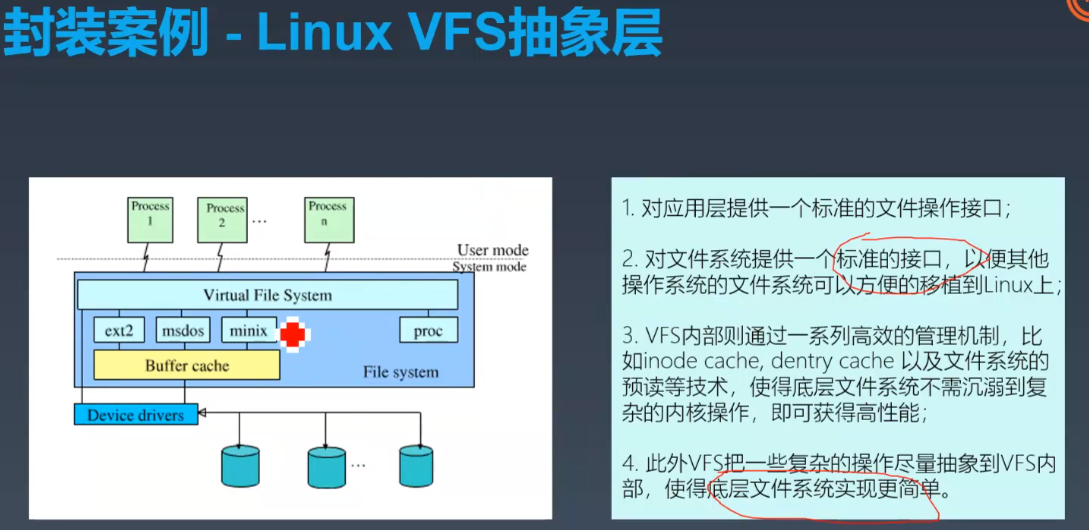 封装案例 - Linux VFS抽象层
Process
1
Process
2
...
Process
n
User mode
System mode
Virtual File System
ext2
msdos
minix
proc
Buffer cache
File system
Device drivers
...
1. 对应用层提供一个标准的文件操作接口；
2. 对文件系统提供一个标准的接口，以便其他
操作系统的文件系统可以方便的移植到Linux上；
3. VFS内部则通过一系列高效的管理机制，比
如inode cache, dentry cache 以及文件系统的
预读等技术，使得底层文件系统不需沉溺到复
杂的内核操作，即可获得高性能；
4. 此外VFS把一些复杂的操作尽量抽象到VFS内
部，使得底层文件系统实现更简单。